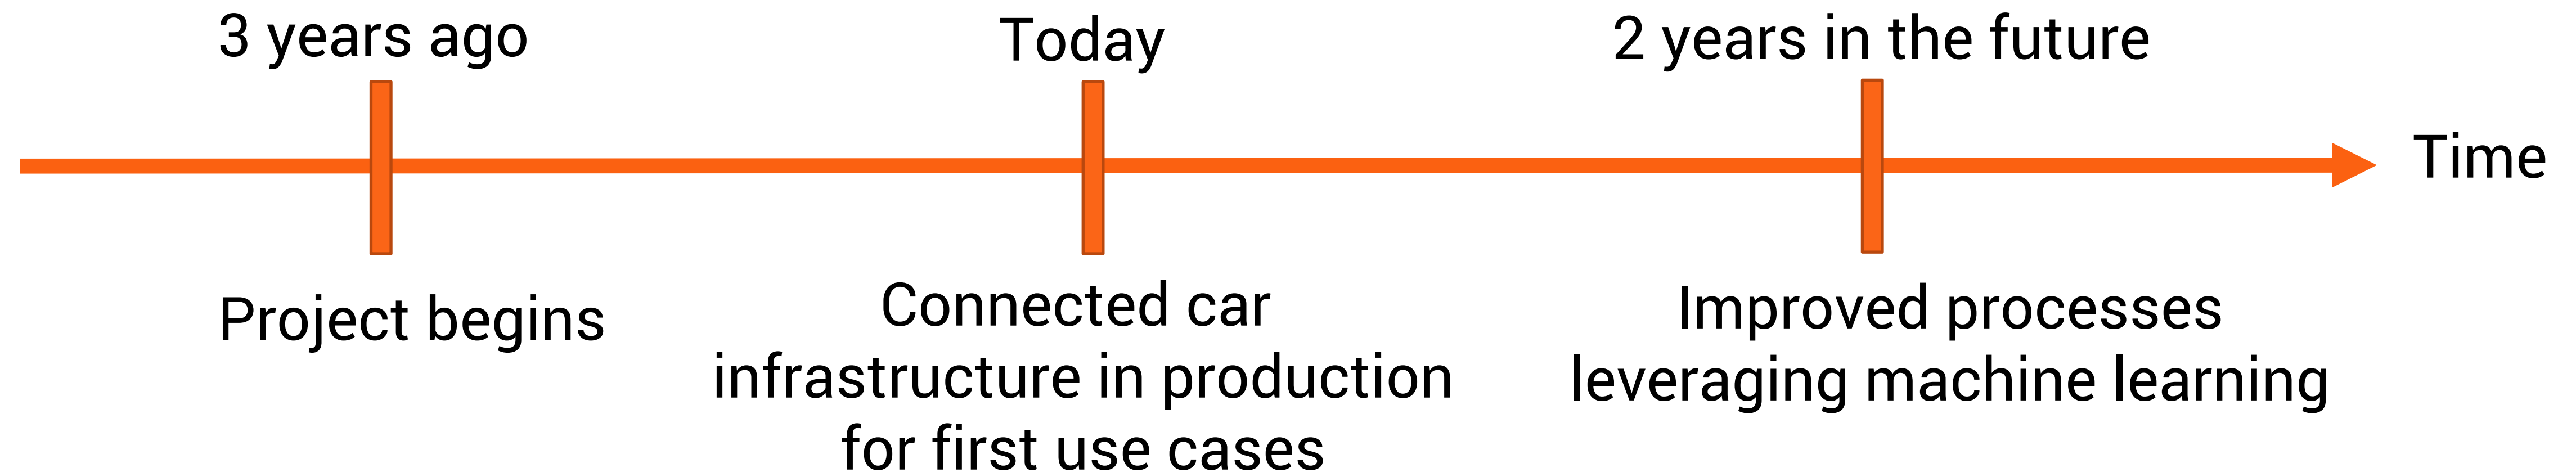 3 years ago
Today
2 years in the future
Time
Project begins
Connected car
infrastructure in production
for first use cases
Improved processes
leveraging machine learning